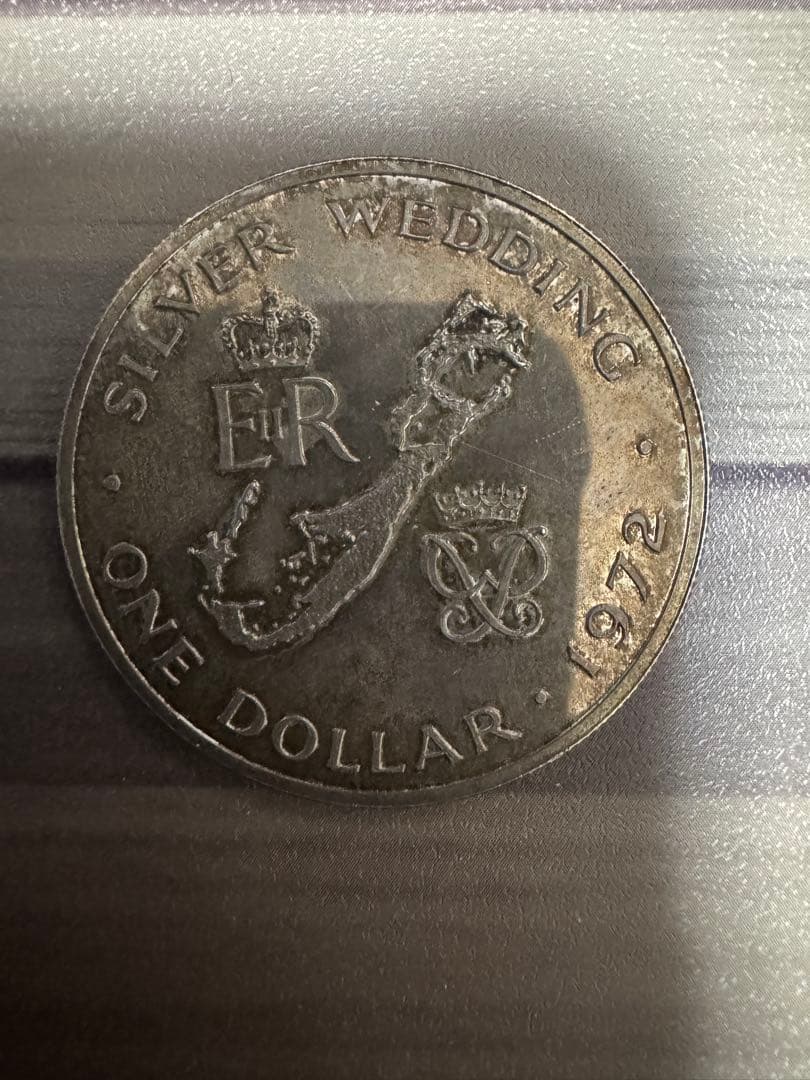 SILVER WEDDING
EIIR
ONE DOLLAR · 1972